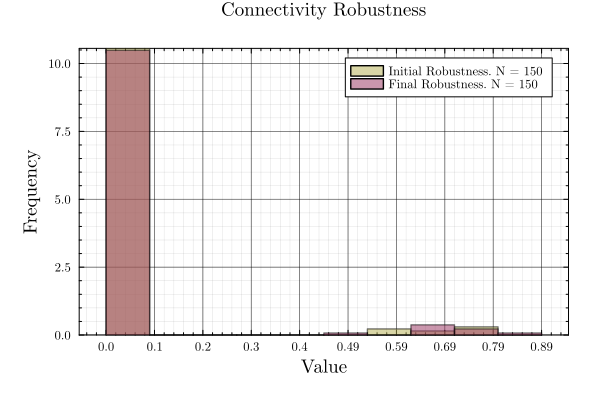 Connectivity Robustness
Initial Robustness. N = 150
Final Robustness. N = 150
Frequency
10.0
7.5
5.0
2.5
0.0
0.0 0.1 0.2 0.3 0.4 0.49 0.59 0.69 0.79 0.89
Value